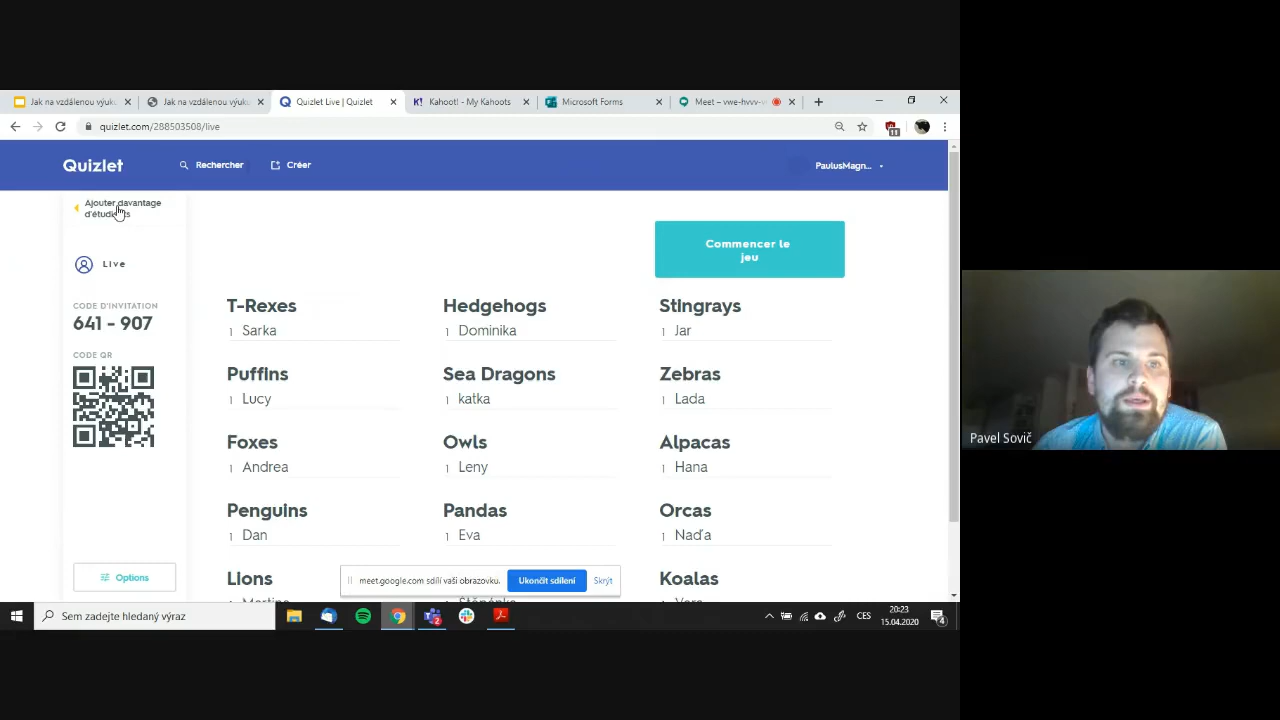 Jak na vzdálenou výuku
Jak na vzdálenou výuku
Quizlet Live | Quizlet
Kahoot! - My Kahoots
Microsoft Forms
Meet – vwe-hvvv-
quizlet.com/288503508/live
11
Quizlet
Rechercher
Créer
PaulusMagn...
Ajouter davantage
d'étudiants
Commencer le
jeu
Live
CODE D'INVITATION
641 - 907
CODE QR
T-Rexes
1 Sarka
Hedgehogs
1 Dominika
Stingrays
1 Jar
Puffins
1 Lucy
Sea Dragons
1 katka
Zebras
1 Lada
Foxes
1 Andrea
Owls
1 Leny
Alpacas
1 Hana
Penguins
1 Dan
Pandas
1 Eva
Orcas
1 Naďa
Lions
Koalas
Options
meet.google.com sdílí vaši obrazovku.
Ukončit sdílení
Skrýt
Pavel Sovič
Sem zadejte hledaný výraz
2
CES
20:23
15.04.2020
4